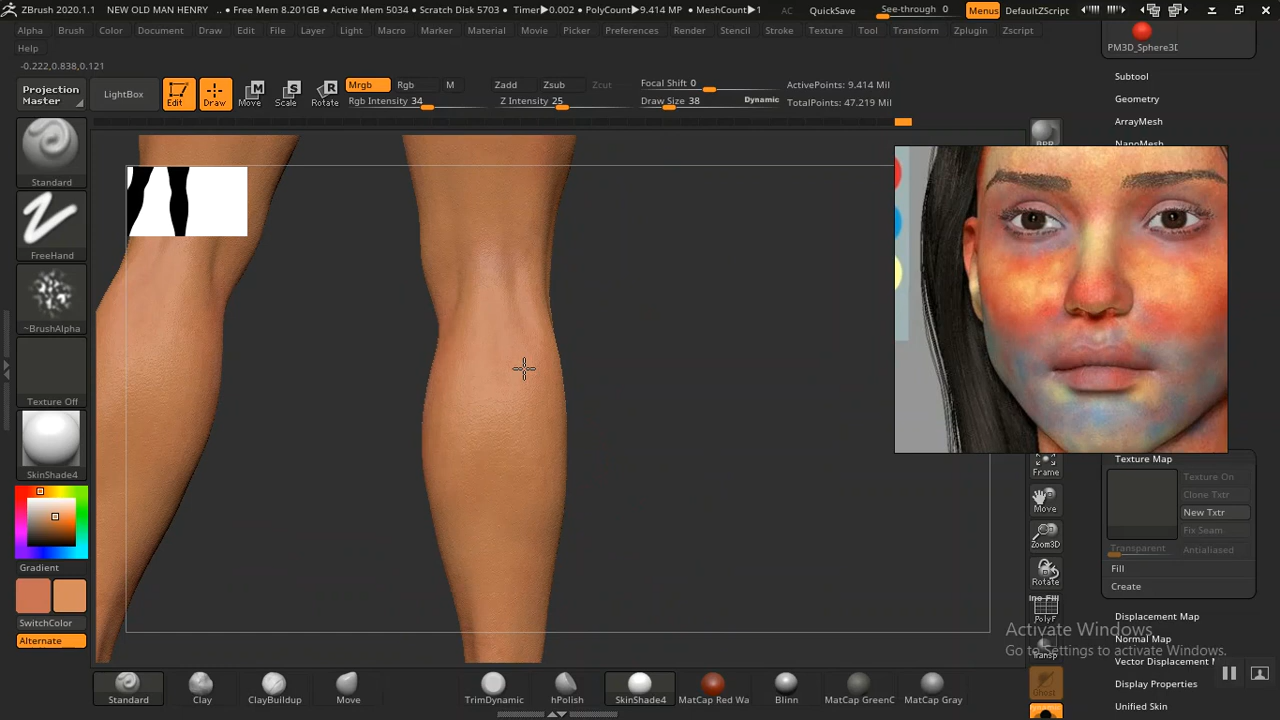 ZBrush 2020.1.1 NEW OLD MAN HENRY .. • Free Mem 8.201GB • Active Mem 5034 • Scratch Disk 5703 • Timer▶0.002 • PolyCount▶9.414 MP • MeshCount▶1 AC QuickSave See-through 0 Menus DefaultZScript
Alpha Brush Color Document Draw Edit File Layer Light Macro Marker Material Movie Picker Preferences Render Stencil Stroke Texture Tool Transform Zplugin Zscript
Help
-0.222,0.838,0.121
PM3D_Sphere3D
Projection
Master
LightBox
Edit
Draw
Move
Scale
Rotate
Mrgb Rgb M
Rgb Intensity 34
Zadd Zsub Zcut
Z Intensity 25
Focal Shift 0
Draw Size 38 Dynamic
ActivePoints: 9.414 Mil
TotalPoints: 47.219 Mil
Subtool
Geometry
ArrayMesh
NanoMesh
BPR
Standard
FreeHand
~BrushAlpha
Texture Off
SkinShade4
Gradient
SwitchColor
Alternate
Frame
Move
Zoom3D
Rotate
PolyF
Transp
Ghost
Texture Map
Texture On
Clone Txtr
New Txtr
Fix Seam
Transparent Antialiased
Fill
Create
Displacement Map
Normal Map
Vector Displacement
Display Properties
Unified Skin
Activate Windows
Go to Settings to activate Windows.
Standard Clay ClayBuildup Move TrimDynamic hPolish SkinShade4 MatCap Red Wa Blinn MatCap GreenC MatCap Gray